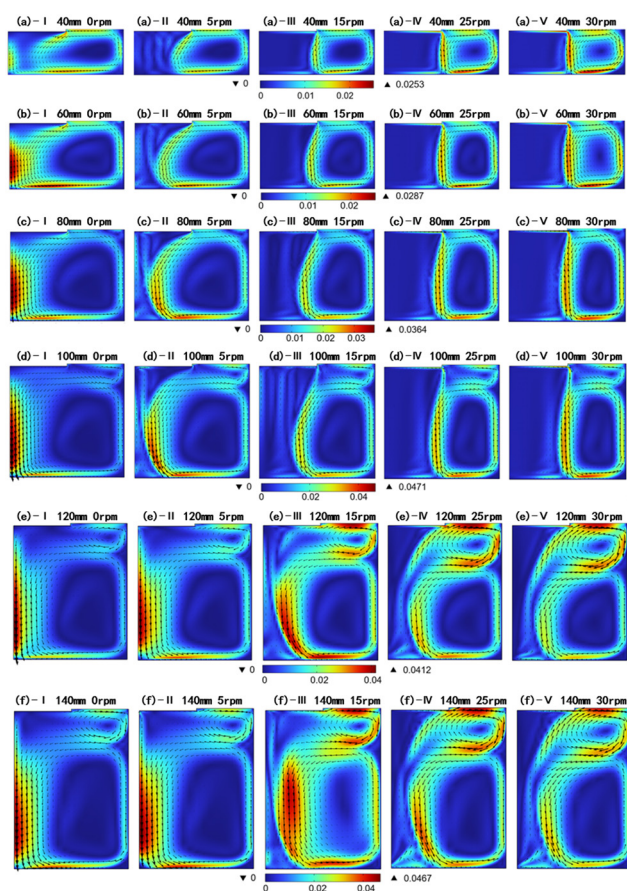 (a)-I 40mm 0rpm (a)-II 40mm 5rpm (a)-III 40mm 15rpm (a)-IV 40mm 25rpm (a)-V 40mm 30rpm
▼ 0 0 0.01 0.02 ▲ 0.0253
(b)-I 60mm 0rpm (b)-II 60mm 5rpm (b)-III 60mm 15rpm (b)-IV 60mm 25rpm (b)-V 60mm 30rpm
▼ 0 0 0.01 0.02 ▲ 0.0287
(c)-I 80mm 0rpm (c)-II 80mm 5rpm (c)-III 80mm 15rpm (c)-IV 80mm 25rpm (c)-V 80mm 30rpm
▼ 0 0 0.01 0.02 0.03 ▲ 0.0364
(d)-I 100mm 0rpm (d)-II 100mm 5rpm (d)-III 100mm 15rpm (d)-IV 100mm 25rpm (d)-V 100mm 30rpm
▼ 0 0 0.02 0.04 ▲ 0.0471
(e)-I 120mm 0rpm (e)-II 120mm 5rpm (e)-III 120mm 15rpm (e)-IV 120mm 25rpm (e)-V 120mm 30rpm
▼ 0 0 0.02 0.04 ▲ 0.0412
(f)-I 140mm 0rpm (f)-II 140mm 5rpm (f)-III 140mm 15rpm (f)-IV 140mm 25rpm (f)-V 140mm 30rpm
▼ 0 0 0.02 0.04 ▲ 0.0467